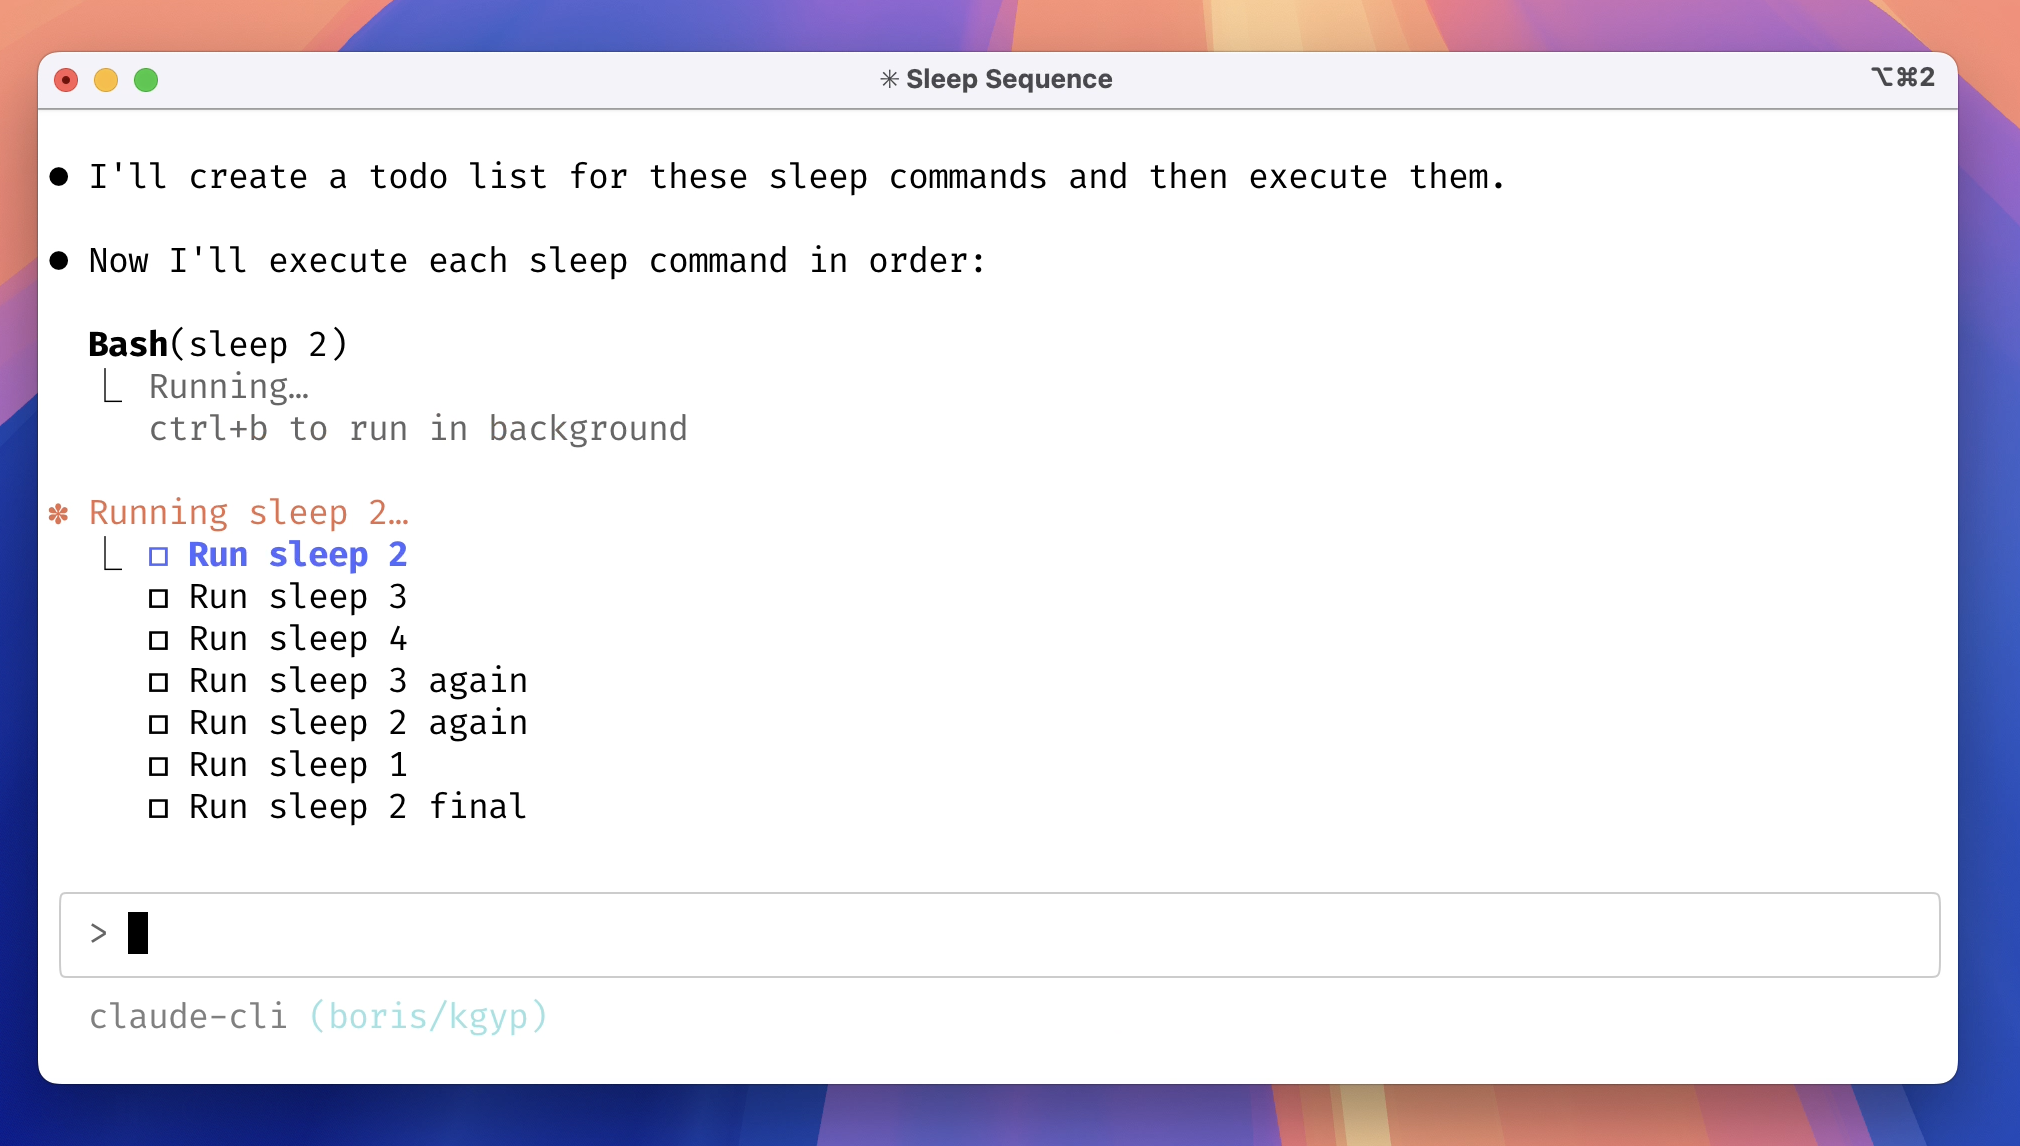 ✳ Sleep Sequence
⌥⌘2
● I'll create a todo list for these sleep commands and then execute them.
● Now I'll execute each sleep command in order:
Bash(sleep 2)
⎿ Running…
ctrl+b to run in background
✽ Running sleep 2…
⎿ ☐ Run sleep 2
☐ Run sleep 3
☐ Run sleep 4
☐ Run sleep 3 again
☐ Run sleep 2 again
☐ Run sleep 1
☐ Run sleep 2 final
>
claude-cli (boris/kgyp)